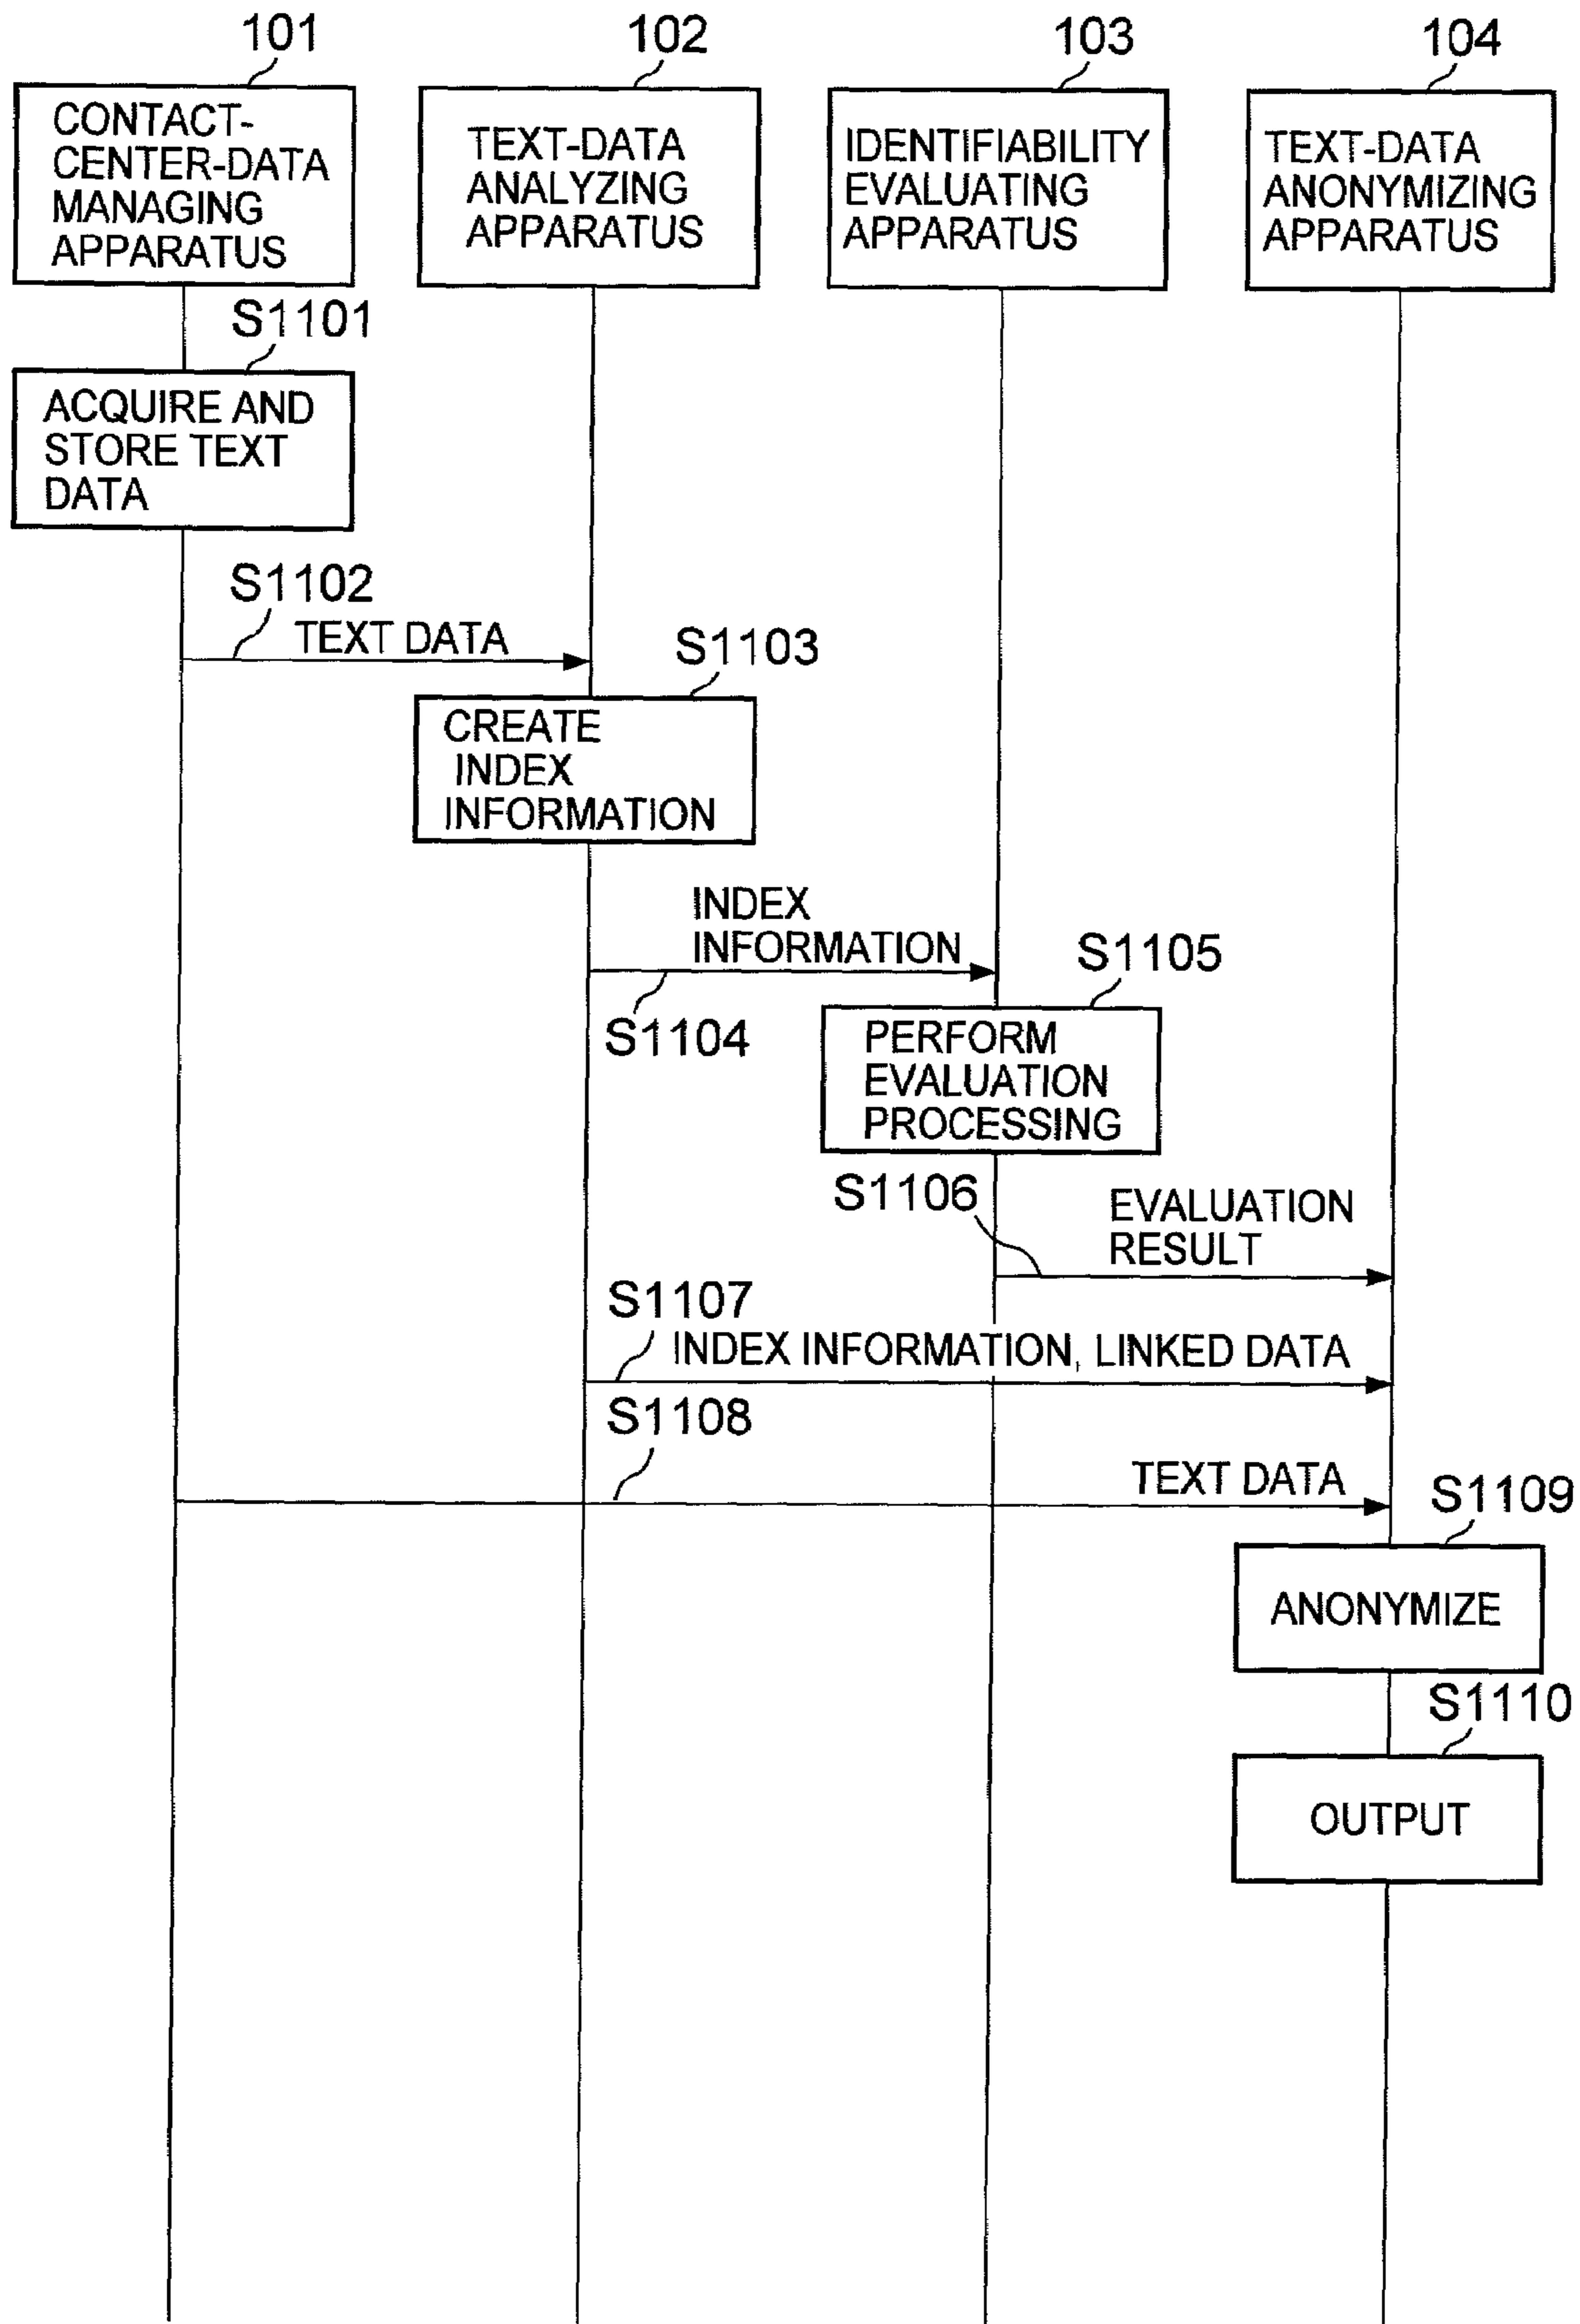 101
102
103
104
CONTACT-
CENTER-DATA
MANAGING
APPARATUS
TEXT-DATA
ANALYZING
APPARATUS
IDENTIFIABILITY
EVALUATING
APPARATUS
TEXT-DATA
ANONYMIZING
APPARATUS
S1101
ACQUIRE AND
STORE TEXT
DATA
S1102
TEXT DATA
S1103
CREATE
INDEX
INFORMATION
INDEX
INFORMATION
S1104
S1105
PERFORM
EVALUATION
PROCESSING
S1106
EVALUATION
RESULT
S1107
INDEX INFORMATION, LINKED DATA
S1108
TEXT DATA
S1109
ANONYMIZE
S1110
OUTPUT